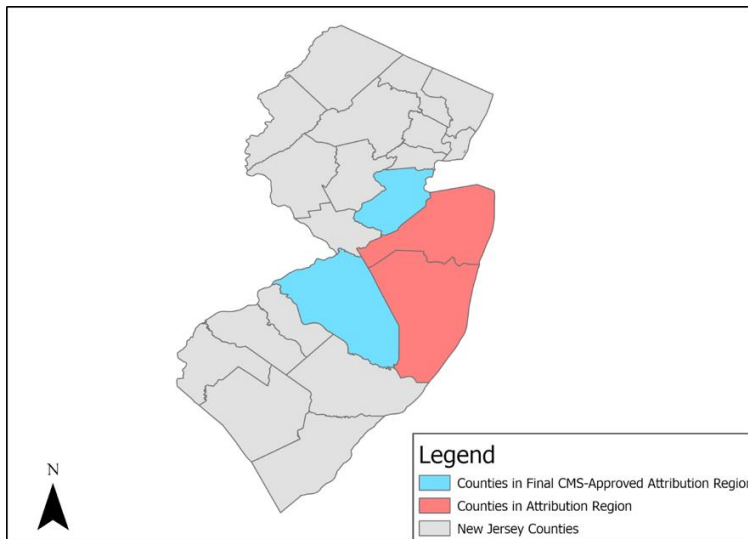 N
Legend
Counties in Final CMS-Approved Attribution Region
Counties in Attribution Region
New Jersey Counties